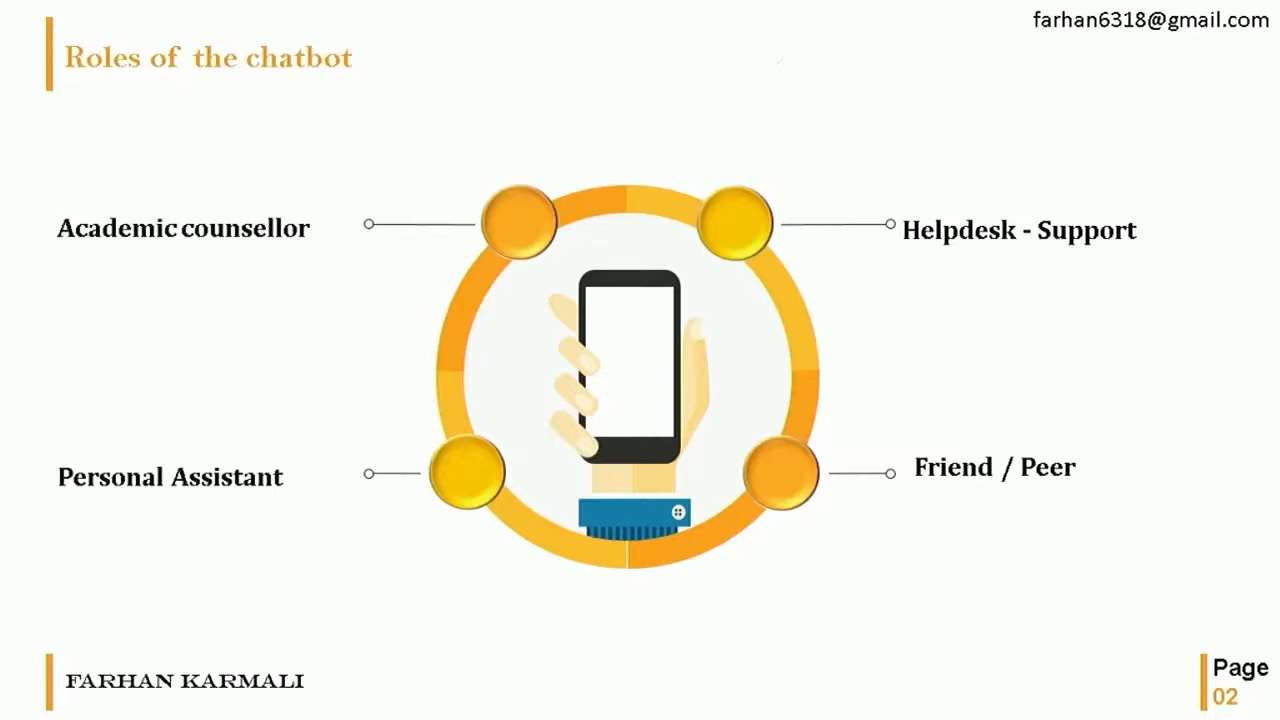 farhan6318@gmail.com
Roles of the chatbot
Academic counsellor
Helpdesk - Support
Personal Assistant
Friend / Peer
FARHAN KARMALI
Page
02